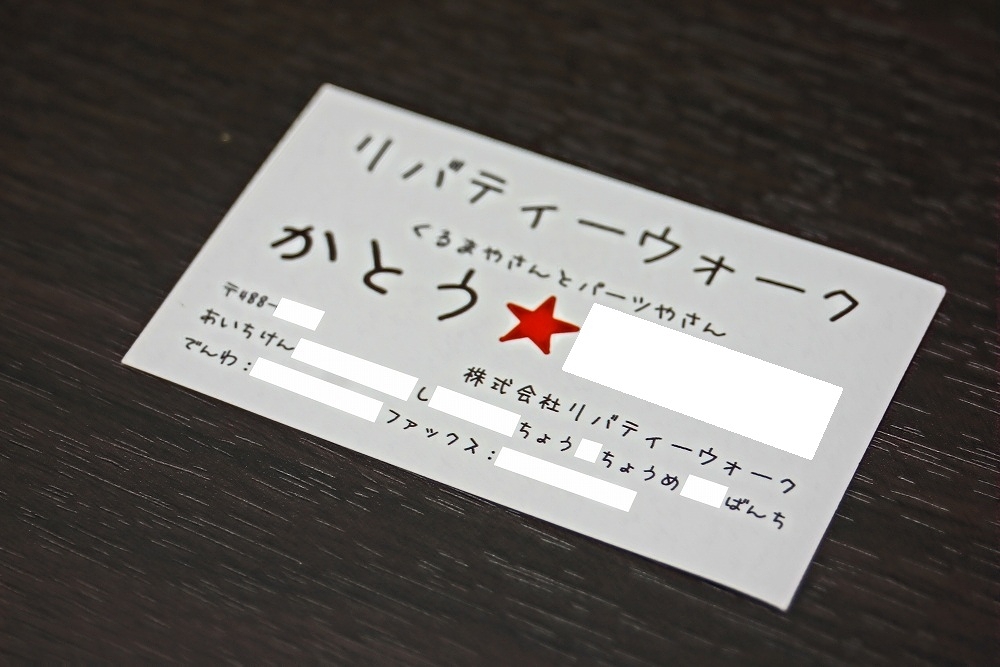 リバティーウォーク
くるまやさんとパーツやさん
かとう★
株式会社リバティーウォーク
〒488-
おいちけん し ちょう ちょうめ ばんち
でんわ: ファックス: